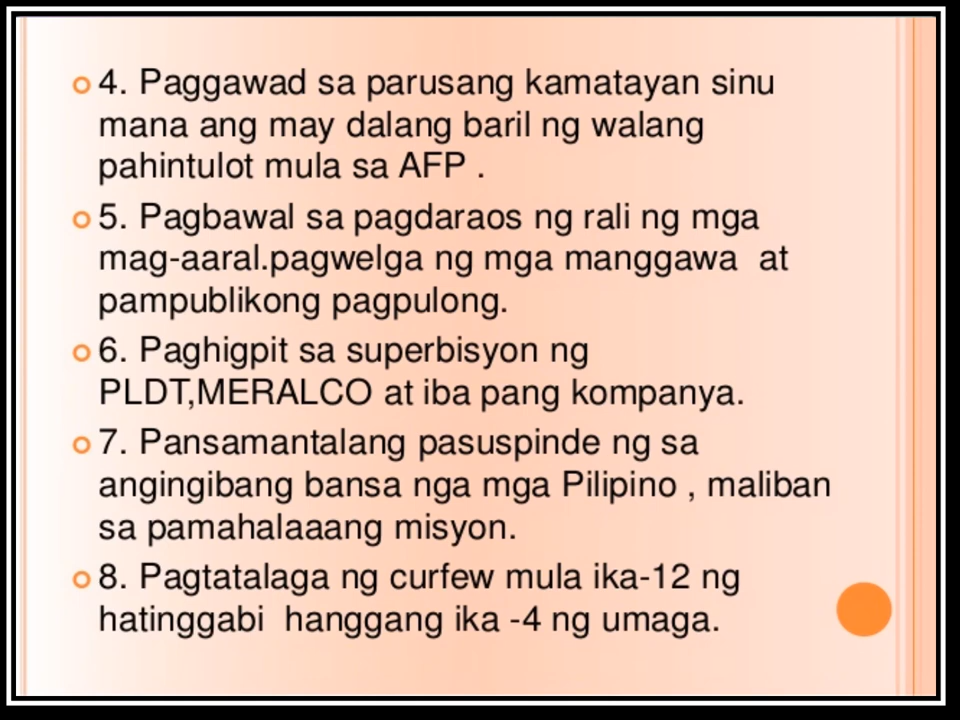 4. Paggawad sa parusang kamatayan sinu
mana ang may dalang baril ng walang
pahintulot mula sa AFP .
5. Pagbawal sa pagdaraos ng rali ng mga
mag-aaral.pagwelga ng mga manggawa  at
pampublikong pagpulong.
6. Paghigpit sa superbisyon ng
PLDT,MERALCO at iba pang kompanya.
7. Pansamantalang pasuspinde ng sa
angingibang bansa nga mga Pilipino , maliban
sa pamahalaaang misyon.
8. Pagtatalaga ng curfew mula ika-12 ng
hatinggabi  hanggang ika -4 ng umaga.